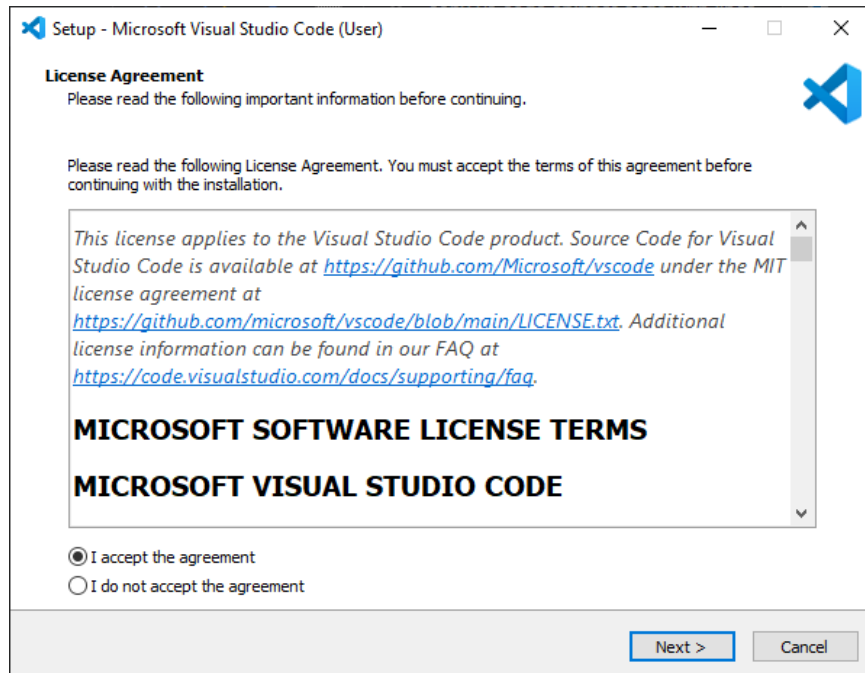 Setup - Microsoft Visual Studio Code (User)
License Agreement
Please read the following important information before continuing.
Please read the following License Agreement. You must accept the terms of this agreement before
continuing with the installation.
This license applies to the Visual Studio Code product. Source Code for Visual
Studio Code is available at https://github.com/Microsoft/vscode under the MIT
license agreement at
https://github.com/microsoft/vscode/blob/main/LICENSE.txt. Additional
license information can be found in our FAQ at
https://code.visualstudio.com/docs/supporting/faq.
MICROSOFT SOFTWARE LICENSE TERMS
MICROSOFT VISUAL STUDIO CODE
I accept the agreement
I do not accept the agreement
Next >
Cancel